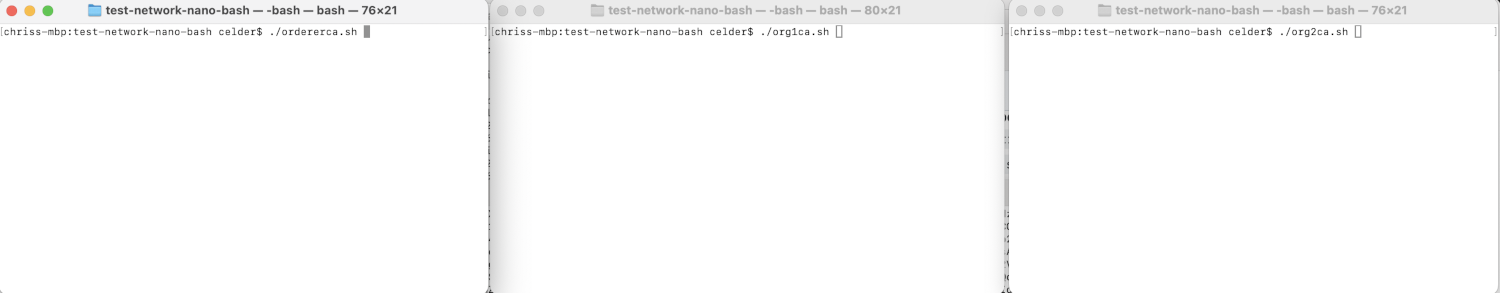 test-network-nano-bash — -bash — bash — 76×21
[chriss-mbp:test-network-nano-bash celder$ ./ordererca.sh ]
test-network-nano-bash — -bash — bash — 80×21
[chriss-mbp:test-network-nano-bash celder$ ./org1ca.sh ]
test-network-nano-bash — -bash — bash — 76×21
[chriss-mbp:test-network-nano-bash celder$ ./org2ca.sh ]